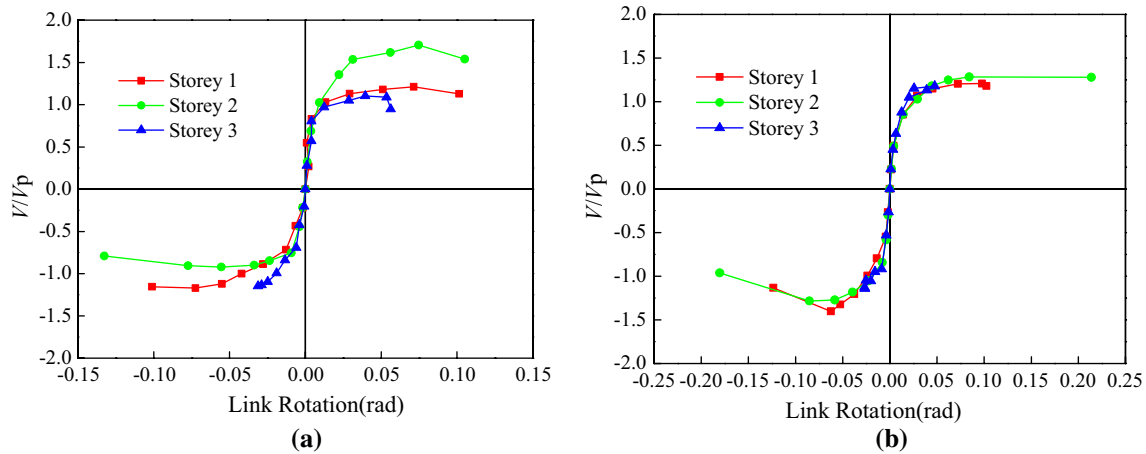 2.0
1.5
1.0
0.5
0.0
-0.5
-1.0
-1.5
-2.0
V/Vp
Storey 1
Storey 2
Storey 3
-0.15 -0.10 -0.05 0.00 0.05 0.10 0.15
Link Rotation(rad)
(a)
2.0
1.5
1.0
0.5
0.0
-0.5
-1.0
-1.5
-2.0
V/Vp
Storey 1
Storey 2
Storey 3
-0.25 -0.20 -0.15 -0.10 -0.05 0.00 0.05 0.10 0.15 0.20 0.25
Link Rotation(rad)
(b)